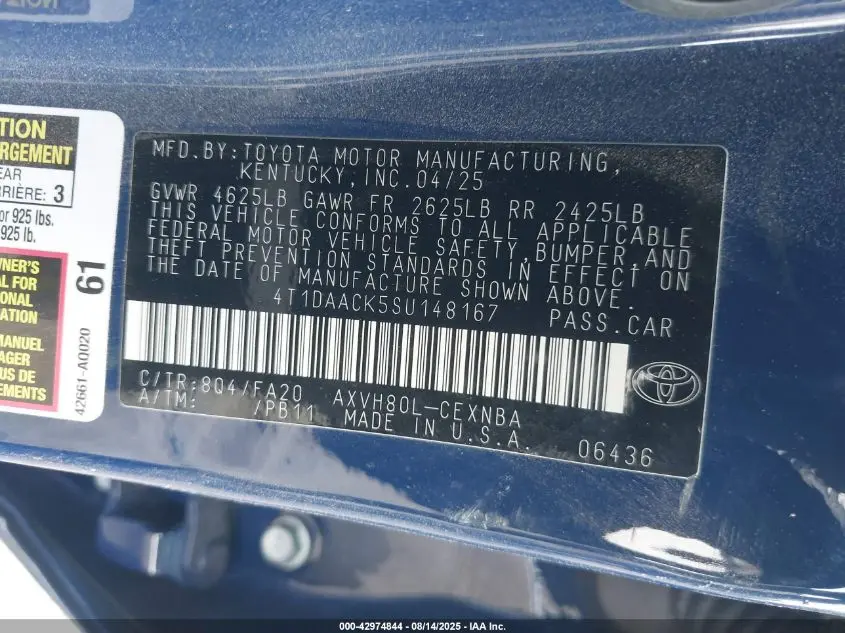 TION
RGEMENT
EAR
RRIÈRE: 3
or 925 lbs.
925 lb.
WNER'S
AL FOR
IONAL
MATION
MANUEL
AGER
US DE
EMENTS
61
42661-A0020
MFD.BY:TOYOTA MOTOR MANUFACTURING,
KENTUCKY,INC.04/25
GVWR 4625LB GAWR FR 2625LB RR 2425LB
THIS VEHICLE CONFORMS TO ALL APPLICABLE
FEDERAL MOTOR VEHICLE SAFETY,BUMPER,AND
THEFT PREVENTION STANDARDS IN EFFECT ON
THE DATE OF MANUFACTURE SHOWN ABOVE.
4T1DAACK5SU148167 PASS.CAR
C/TR:8Q4/FA20 AXVH80L-CEXNBA
A/TM: /PB11 MADE IN U.S.A.
06436
000-42974844 - 08/14/2025 - IAA Inc.